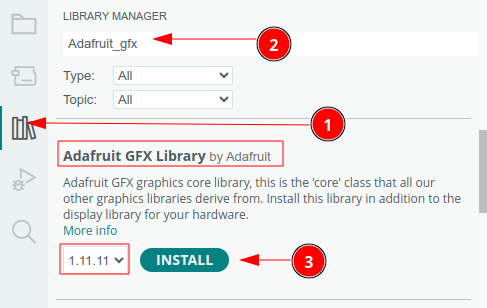 LIBRARY MANAGER
Adafruit_gfx
2
Type: All
Topic: All
1
Adafruit GFX Library by Adafruit
Adafruit GFX graphics core library, this is the 'core' class that all our
other graphics libraries derive from. Install this library in addition to the
display library for your hardware.
More info
1.11.11 INSTALL 3